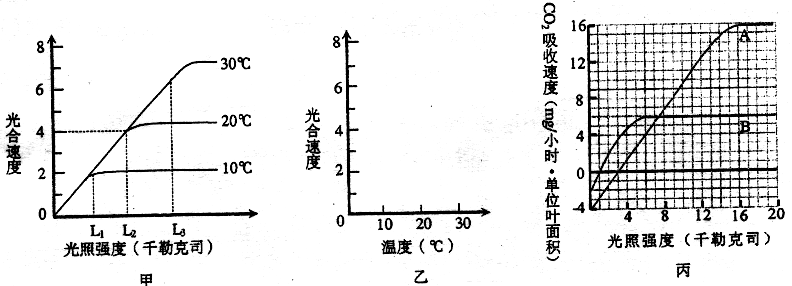 光合速度
8
6
4
2
0
30℃
20℃
10℃
L₁ L₂ L₃
光照强度(千勒克司)
甲
光合速度
8
6
4
2
0
10 20 30
温度(℃)
乙
CO₂吸收速度(mg/小时·单位叶面积)
16
12
8
4
0
-4
A
B
4 8 12 16 20
光照强度(千勒克司)
丙